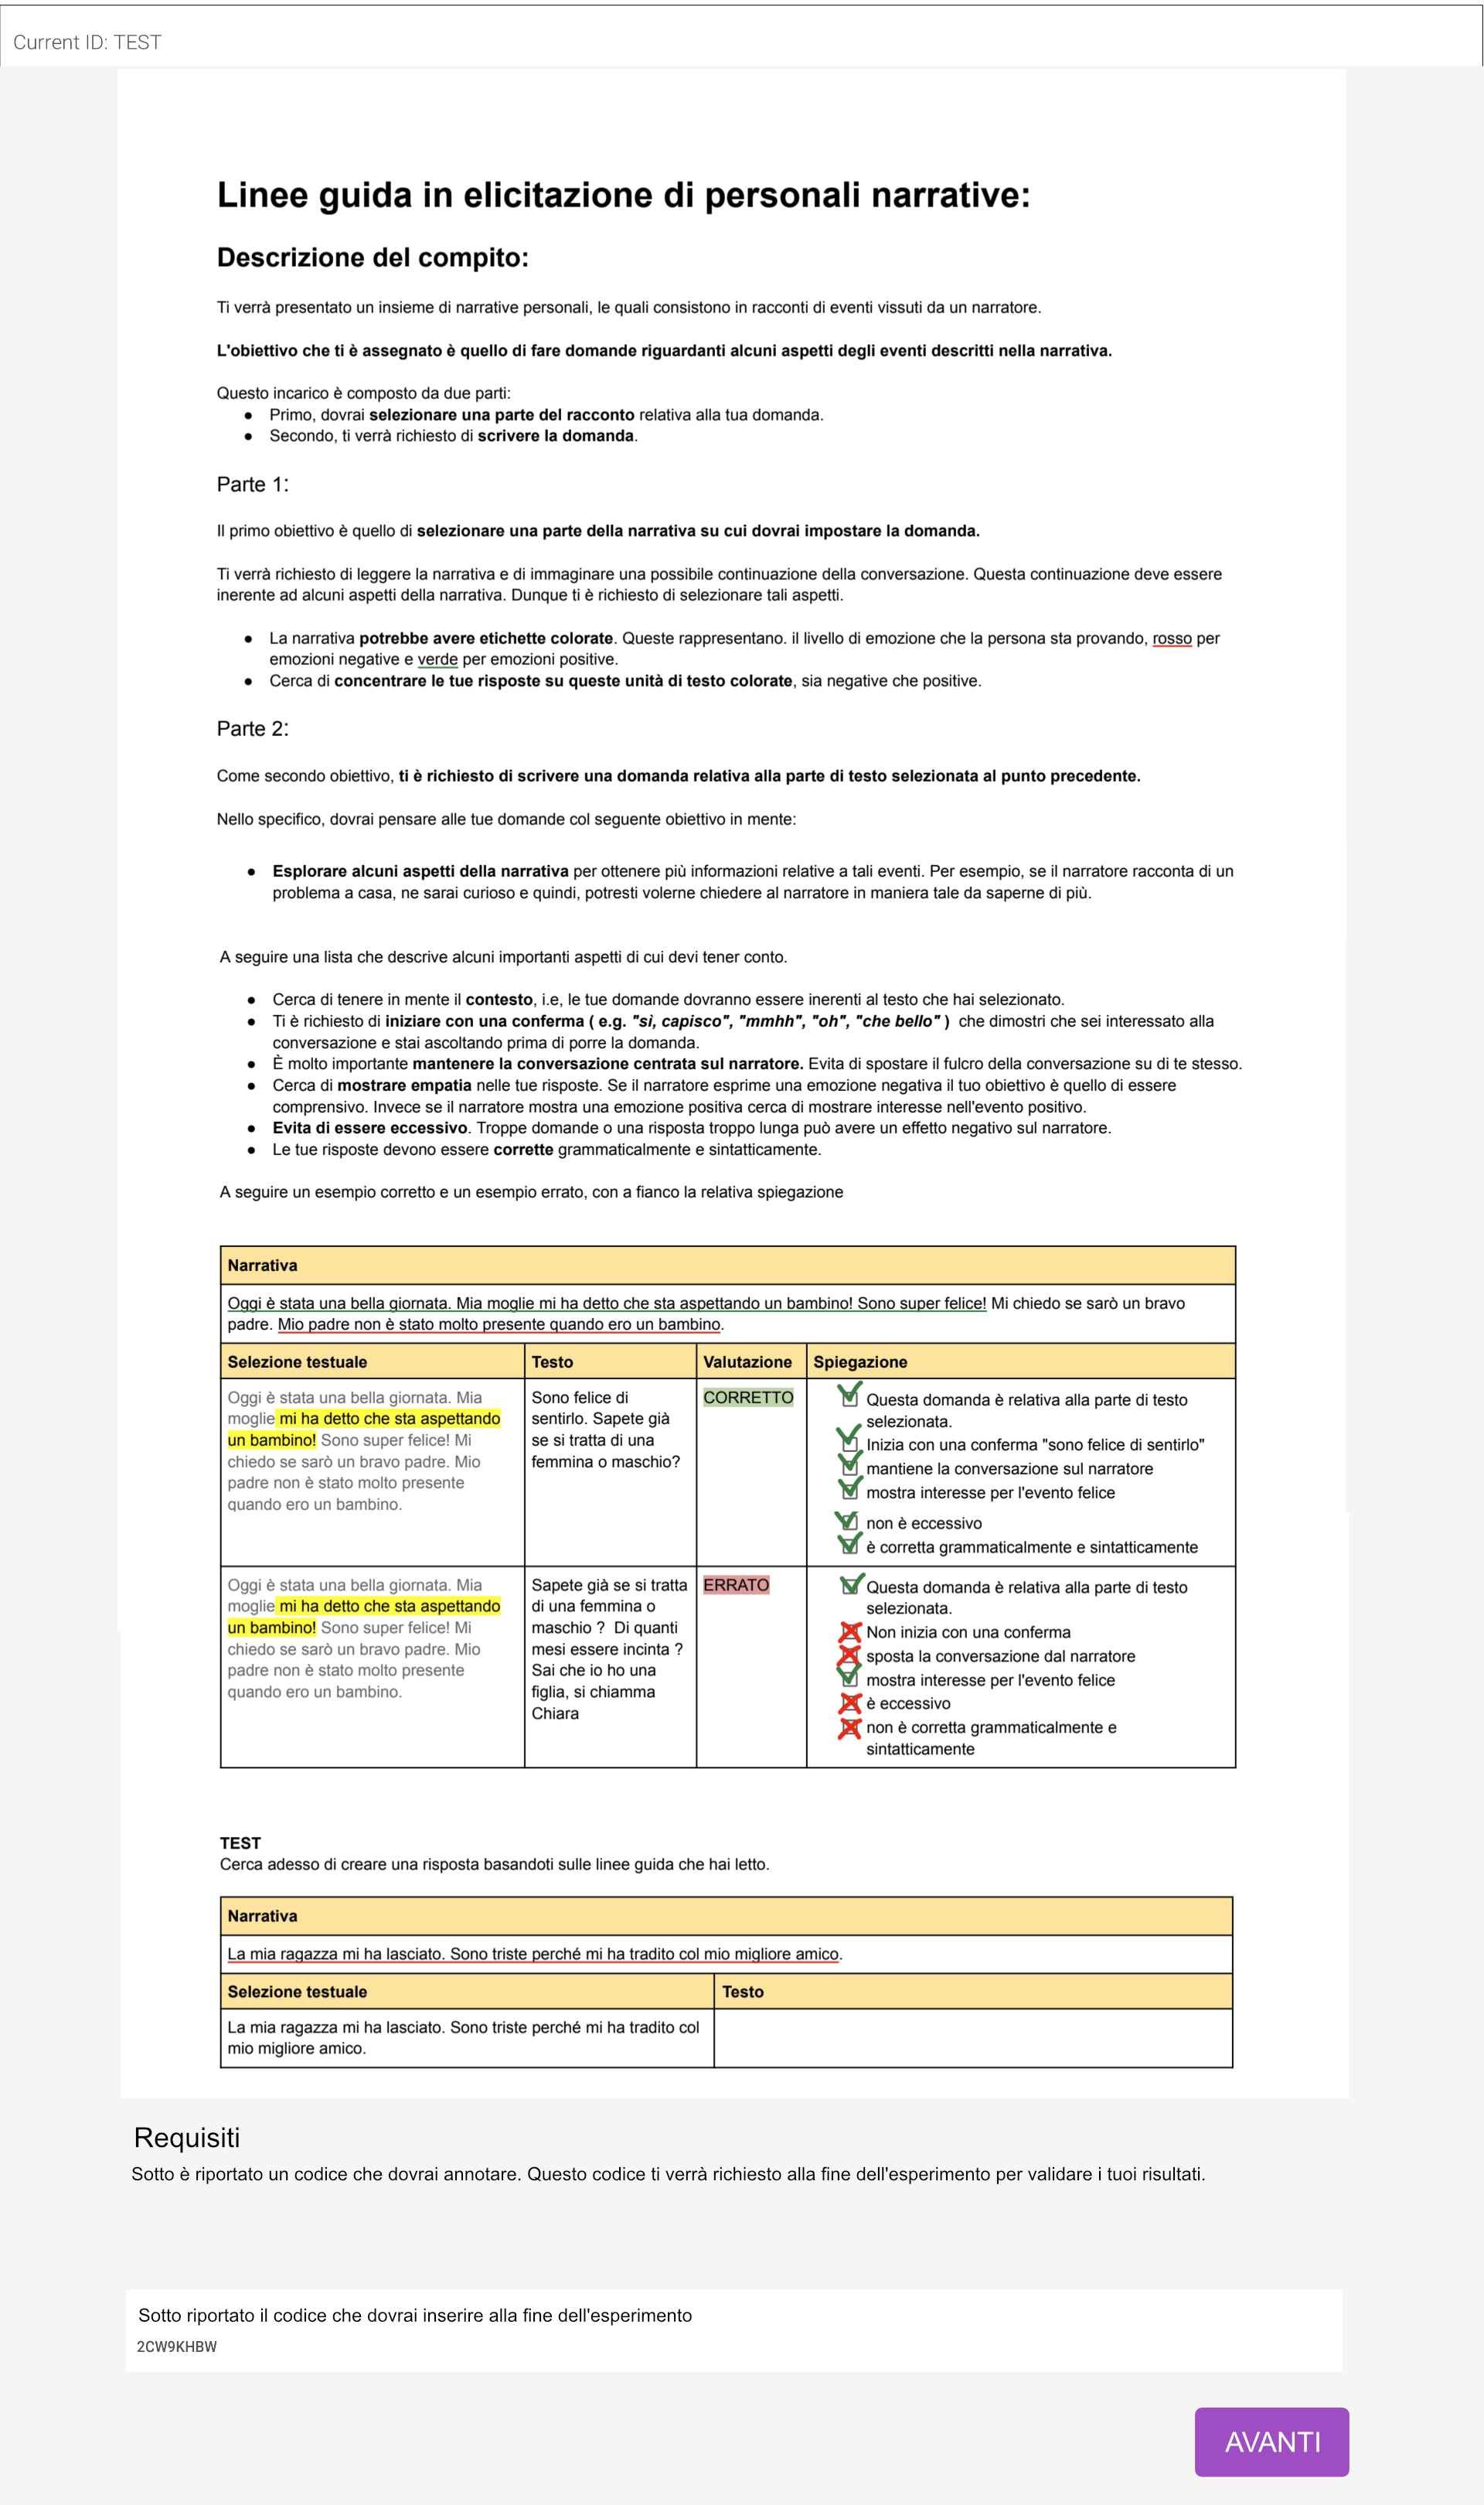 Current ID: TEST
Linee guida in elicitazione di personali narrative:
Descrizione del compito:
Ti verrà presentato un insieme di narrative personali, le quali consistono in racconti di eventi vissuti da un narratore.
L'obiettivo che ti è assegnato è quello di fare domande riguardanti alcuni aspetti degli eventi descritti nella narrativa.
Questo incarico è composto da due parti:
● Primo, dovrai selezionare una parte del racconto relativa alla tua domanda.
● Secondo, ti verrà richiesto di scrivere la domanda.
Parte 1:
Il primo obiettivo è quello di selezionare una parte della narrativa su cui dovrai impostare la domanda.
Ti verrà richiesto di leggere la narrativa e di immaginare una possibile continuazione della conversazione. Questa continuazione deve essere
inerente ad alcuni aspetti della narrativa. Dunque ti è richiesto di selezionare tali aspetti.
● La narrativa potrebbe avere etichette colorate. Queste rappresentano. il livello di emozione che la persona sta provando, rosso per
emozioni negative e verde per emozioni positive.
● Cerca di concentrare le tue risposte su queste unità di testo colorate, sia negative che positive.
Parte 2:
Come secondo obiettivo, ti è richiesto di scrivere una domanda relativa alla parte di testo selezionata al punto precedente.
Nello specifico, dovrai pensare alle tue domande col seguente obiettivo in mente:
● Esplorare alcuni aspetti della narrativa per ottenere più informazioni relative a tali eventi. Per esempio, se il narratore racconta di un
problema a casa, ne sarai curioso e quindi, potresti volerne chiedere al narratore in maniera tale da saperne di più.
A seguire una lista che descrive alcuni importanti aspetti di cui devi tener conto.
● Cerca di tenere in mente il contesto, i.e, le tue domande dovranno essere inerenti al testo che hai selezionato.
● Ti è richiesto di iniziare con una conferma ( e.g. "sì, capisco", "mmhh", "oh", "che bello" ) che dimostri che sei interessato alla
conversazione e stai ascoltando prima di porre la domanda.
● È molto importante mantenere la conversazione centrata sul narratore. Evita di spostare il fulcro della conversazione su di te stesso.
● Cerca di mostrare empatia nelle tue risposte. Se il narratore esprime una emozione negativa il tuo obiettivo è quello di essere
comprensivo. Invece se il narratore mostra una emozione positiva cerca di mostrare interesse nell'evento positivo.
● Evita di essere eccessivo. Troppe domande o una risposta troppo lunga può avere un effetto negativo sul narratore.
● Le tue risposte devono essere corrette grammaticalmente e sintatticamente.
A seguire un esempio corretto e un esempio errato, con a fianco la relativa spiegazione
Narrativa
Oggi è stata una bella giornata. Mia moglie mi ha detto che sta aspettando un bambino! Sono super felice! Mi chiedo se sarò un bravo
padre. Mio padre non è stato molto presente quando ero un bambino.
Selezione testuale
Testo
Valutazione
Spiegazione
Oggi è stata una bella giornata. Mia
moglie mi ha detto che sta aspettando
un bambino! Sono super felice! Mi
chiedo se sarò un bravo padre. Mio
padre non è stato molto presente
quando ero un bambino.
Sono felice di
sentirlo. Sapete già
se si tratta di una
femmina o maschio?
CORRETTO
Questa domanda è relativa alla parte di testo
selezionata.
Inizia con una conferma "sono felice di sentirlo"
mantiene la conversazione sul narratore
mostra interesse per l'evento felice
non è eccessivo
è corretta grammaticalmente e sintatticamente
Oggi è stata una bella giornata. Mia
moglie mi ha detto che sta aspettando
un bambino! Sono super felice! Mi
chiedo se sarò un bravo padre. Mio
padre non è stato molto presente
quando ero un bambino.
Sapete già se si tratta
di una femmina o
maschio ? Di quanti
mesi essere incinta ?
Sai che io ho una
figlia, si chiamma
Chiara
ERRATO
Questa domanda è relativa alla parte di testo
selezionata.
Non inizia con una conferma
sposta la conversazione dal narratore
mostra interesse per l'evento felice
è eccessivo
non è corretta grammaticalmente e
sintatticamente
TEST
Cerca adesso di creare una risposta basandoti sulle linee guida che hai letto.
Narrativa
La mia ragazza mi ha lasciato. Sono triste perché mi ha tradito col mio migliore amico.
Selezione testuale
Testo
La mia ragazza mi ha lasciato. Sono triste perché mi ha tradito col
mio migliore amico.
Requisiti
Sotto è riportato un codice che dovrai annotare. Questo codice ti verrà richiesto alla fine dell'esperimento per validare i tuoi risultati.
Sotto riportato il codice che dovrai inserire alla fine dell'esperimento
2CW9KHBW
AVANTI